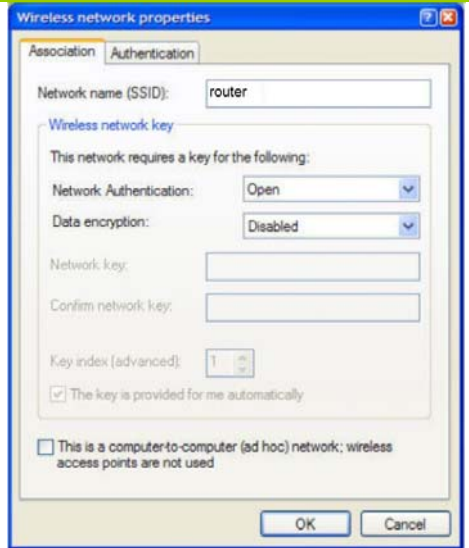 Wireless network properties
Association Authentication
Network name (SSID): router
Wireless network key
This network requires a key for the following:
Network Authentication: Open
Data encryption: Disabled
Network key:
Confirm network key:
Key index (advanced): 1
The key is provided for me automatically
This is a computer-to-computer (ad hoc) network; wireless
access points are not used
OK Cancel